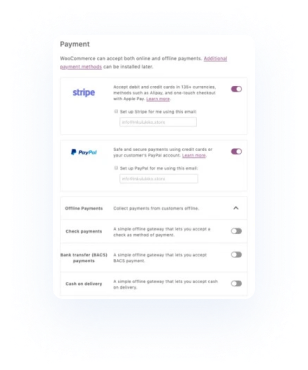 Payment
WooCommerce can accept both online and offline payments. Additional
payment methods can be installed later.
stripe
Accept debit and credit cards in 135+ currencies,
methods such as Alipay, and one-touch checkout
with Apple Pay. Learn more.
Set up Stripe for me using this email:
PayPal
Safe and secure payments using credit cards or
your customer's PayPal account. Learn more.
Set up PayPal for me using this email:
Offline Payments
Collect payments from customers offline.
Check payments
A simple offline gateway that lets you accept a
check as method of payment.
Bank transfer (BACS)
payments
A simple offline gateway that lets you accept
BACS payment.
Cash on delivery
A simple offline gateway that lets you accept cash
on delivery.